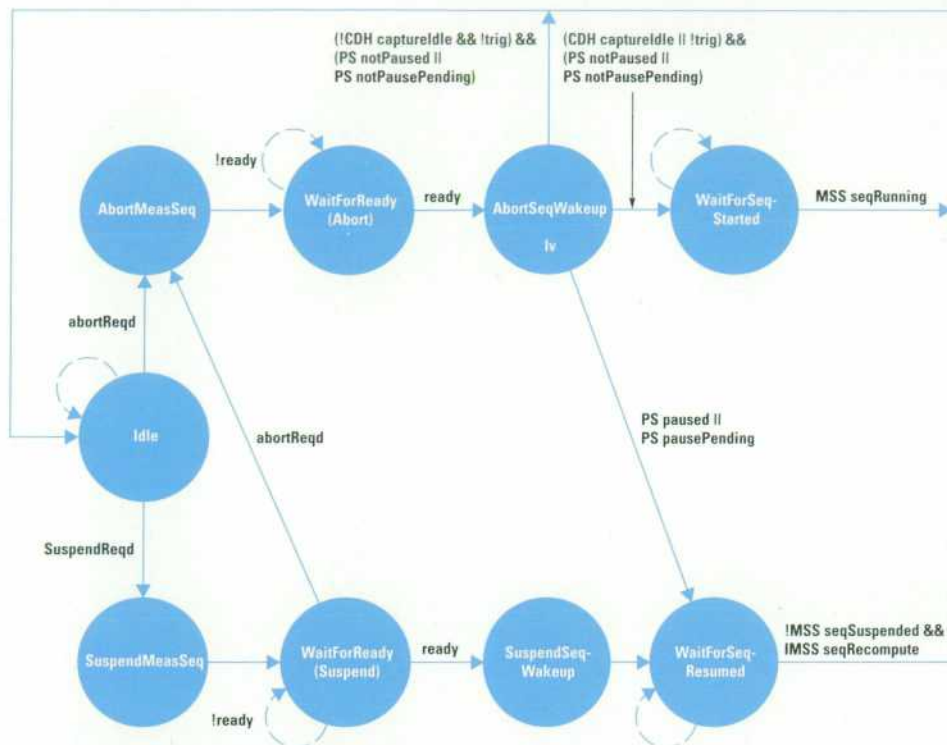 (!CDH captureIdle && !trig) &&
(PS notPaused ||
PS notPausePending)
(CDH captureIdle || !trig) &&
(PS notPaused ||
PS notPausePending)
!ready
AbortMeasSeq
WaitForReady
(Abort)
ready
AbortSeqWakeup
Iv
WaitForSeq-
Started
MSS seqRunning
abortReqd
Idle
abortReqd
PS paused ||
PS pausePending
SuspendReqd
SuspendMeasSeq
WaitForReady
(Suspend)
ready
SuspendSeq-
Wakeup
WaitForSeq-
Resumed
!MSS seqSuspended &&
IMSS seqRecompute
!ready